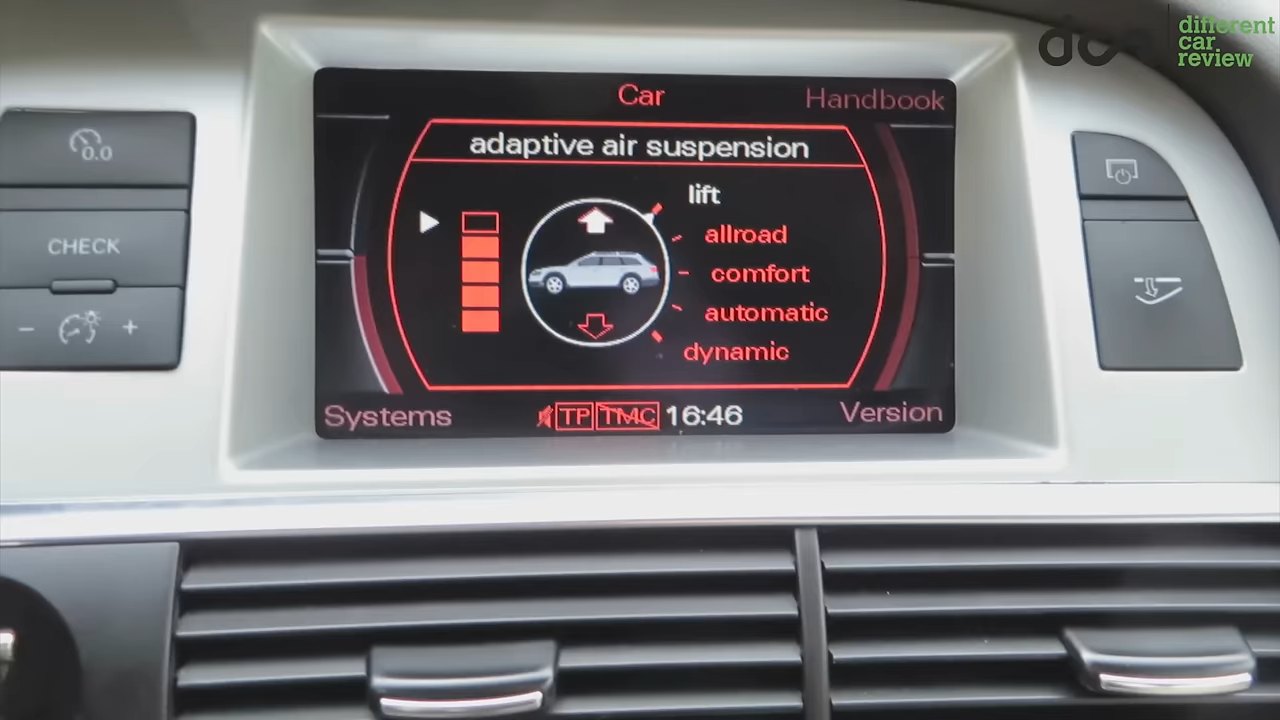 different
car
review
Car
Handbook
adaptive air suspension
lift
allroad
comfort
automatic
dynamic
Systems
TP TMC 16:46
Version
0.0
CHECK
- +